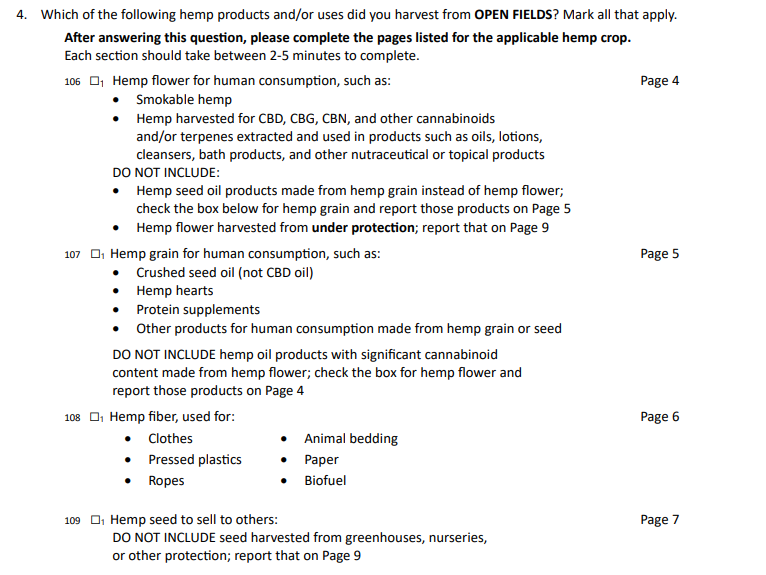 4. Which of the following hemp products and/or uses did you harvest from OPEN FIELDS? Mark all that apply.
After answering this question, please complete the pages listed for the applicable hemp crop.
Each section should take between 2-5 minutes to complete.
106 □1 Hemp flower for human consumption, such as: Page 4
• Smokable hemp
• Hemp harvested for CBD, CBG, CBN, and other cannabinoids
and/or terpenes extracted and used in products such as oils, lotions,
cleansers, bath products, and other nutraceutical or topical products
DO NOT INCLUDE:
• Hemp seed oil products made from hemp grain instead of hemp flower;
check the box below for hemp grain and report those products on Page 5
• Hemp flower harvested from under protection; report that on Page 9
107 □1 Hemp grain for human consumption, such as: Page 5
• Crushed seed oil (not CBD oil)
• Hemp hearts
• Protein supplements
• Other products for human consumption made from hemp grain or seed
DO NOT INCLUDE hemp oil products with significant cannabinoid
content made from hemp flower; check the box for hemp flower and
report those products on Page 4
108 □1 Hemp fiber, used for: Page 6
• Clothes • Animal bedding
• Pressed plastics • Paper
• Ropes • Biofuel
109 □1 Hemp seed to sell to others: Page 7
DO NOT INCLUDE seed harvested from greenhouses, nurseries,
or other protection; report that on Page 9